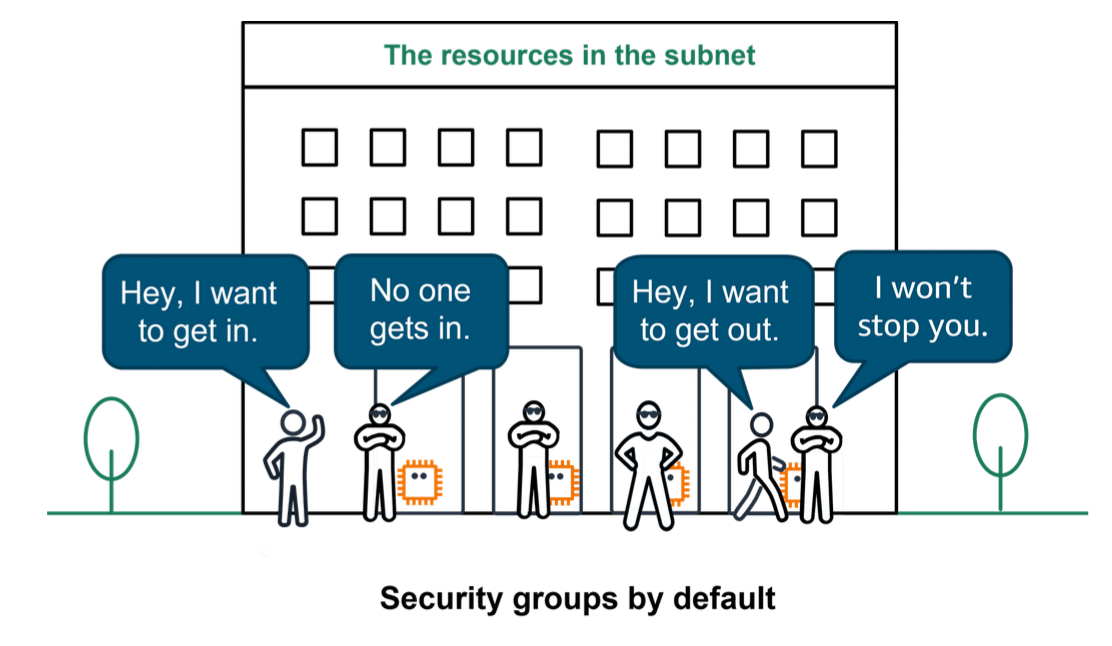 The resources in the subnet
Hey, I want
to get in.
No one
gets in.
Hey, I want
to get out.
I won't
stop you.
Security groups by default